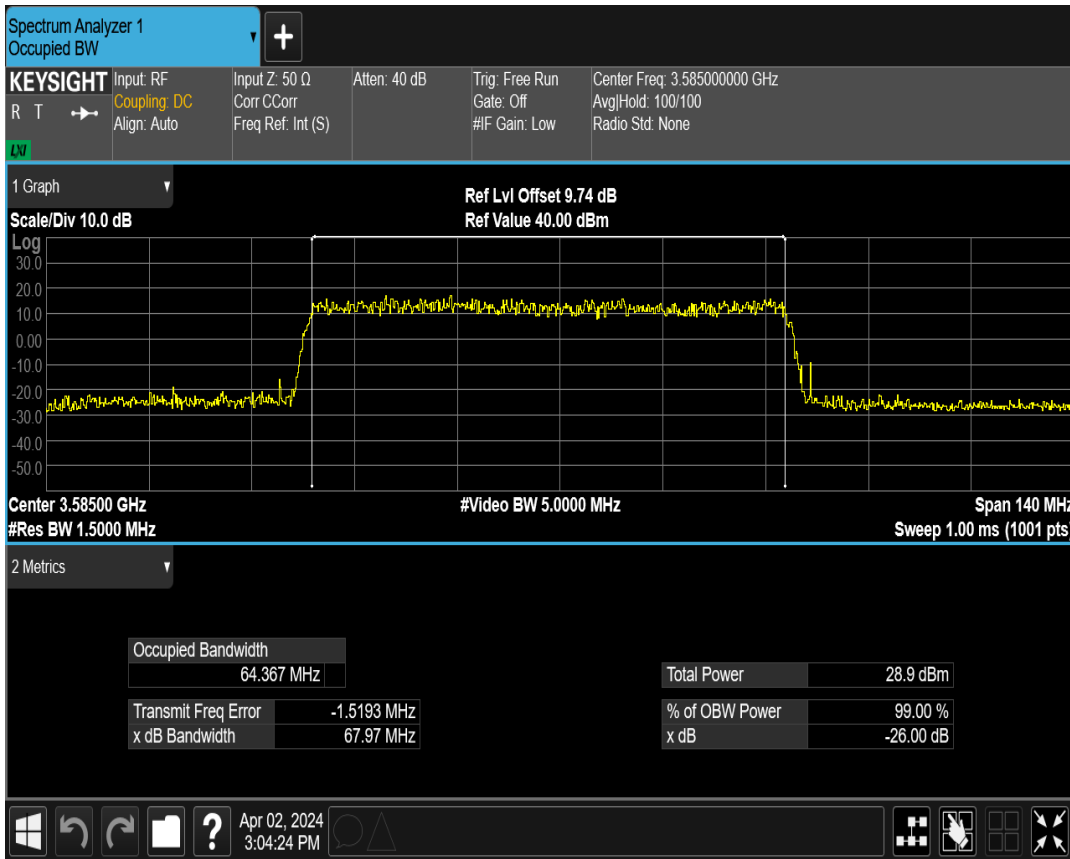 Spectrum Analyzer 1
Occupied BW
+
KEYSIGHT
R T
LXI
Input: RF
Coupling: DC
Align: Auto
Input Z: 50 Ω
Corr CCorr
Freq Ref: Int (S)
Atten: 40 dB
Trig: Free Run
Gate: Off
#IF Gain: Low
Center Freq: 3.585000000 GHz
Avg|Hold: 100/100
Radio Std: None
1 Graph
Scale/Div 10.0 dB
Ref Lvl Offset 9.74 dB
Ref Value 40.00 dBm
Log
30.0
20.0
10.0
0.00
-10.0
-20.0
-30.0
-40.0
-50.0
Center 3.58500 GHz
#Res BW 1.5000 MHz
#Video BW 5.0000 MHz
Span 140 MHz
Sweep 1.00 ms (1001 pts)
2 Metrics
Occupied Bandwidth
64.367 MHz
Transmit Freq Error -1.5193 MHz
x dB Bandwidth 67.97 MHz
Total Power 28.9 dBm
% of OBW Power 99.00 %
x dB -26.00 dB
?
Apr 02, 2024
3:04:24 PM